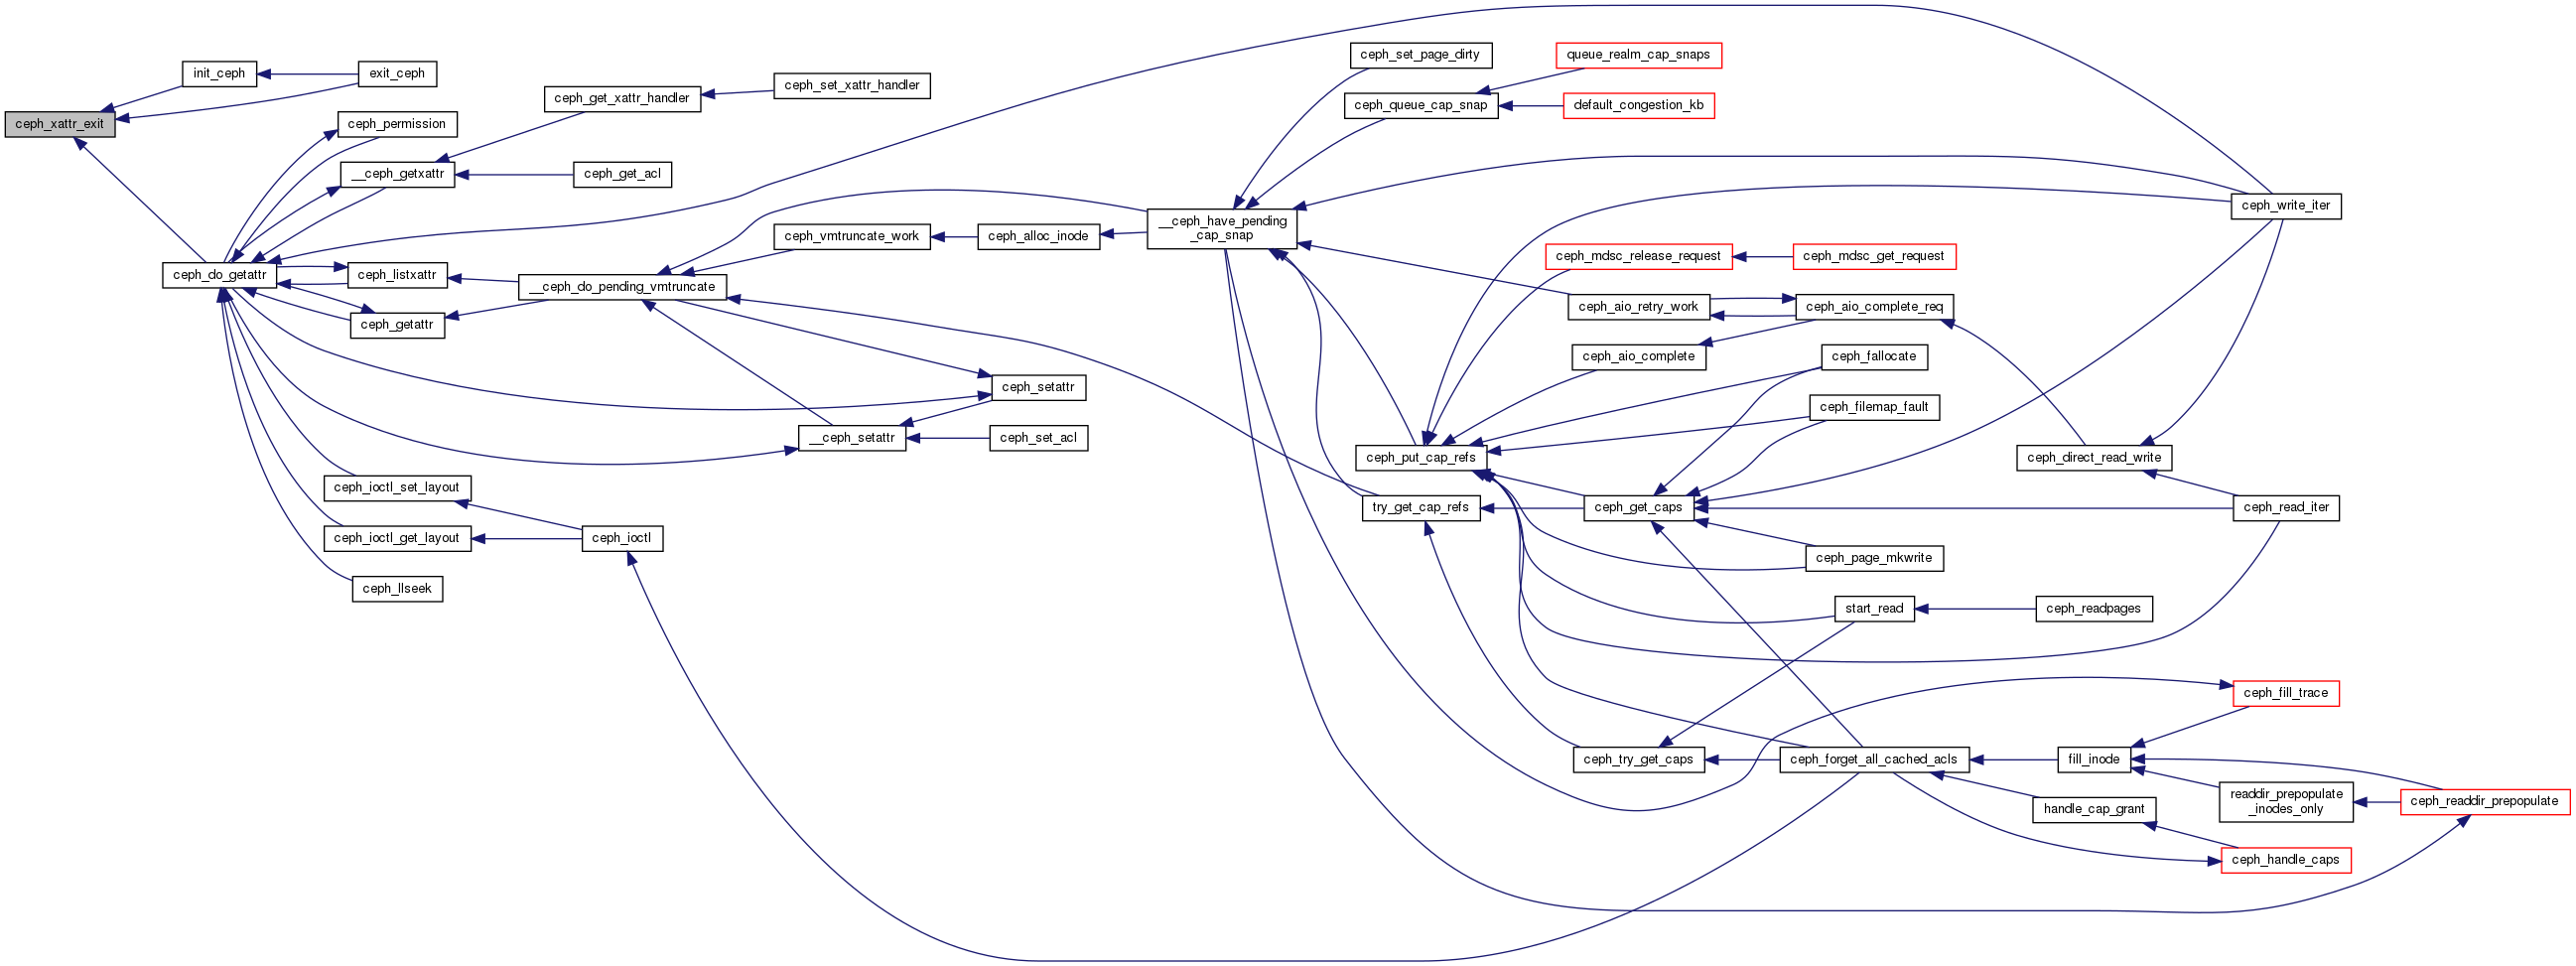 ceph_xattr_exit
init_ceph
exit_ceph
ceph_do_getattr
ceph_permission
__ceph_getxattr
ceph_listxattr
ceph_getattr
ceph_ioctl_set_layout
ceph_ioctl_get_layout
ceph_llseek
ceph_get_xattr_handler
ceph_get_acl
ceph_set_xattr_handler
__ceph_do_pending_vmtruncate
ceph_ioctl
ceph_vmtruncate_work
ceph_alloc_inode
ceph_setattr
__ceph_setattr
ceph_set_acl
__ceph_have_pending
_cap_snap
ceph_set_page_dirty
ceph_queue_cap_snap
queue_realm_cap_snaps
default_congestion_kb
ceph_put_cap_refs
try_get_cap_refs
ceph_mdsc_release_request
ceph_mdsc_get_request
ceph_aio_retry_work
ceph_aio_complete_req
ceph_aio_complete
ceph_fallocate
ceph_filemap_fault
ceph_get_caps
ceph_page_mkwrite
start_read
ceph_readpages
ceph_try_get_caps
ceph_forget_all_cached_acls
ceph_write_iter
ceph_direct_read_write
ceph_read_iter
ceph_fill_trace
fill_inode
readdir_prepopulate
_inodes_only
ceph_readdir_prepopulate
handle_cap_grant
ceph_handle_caps